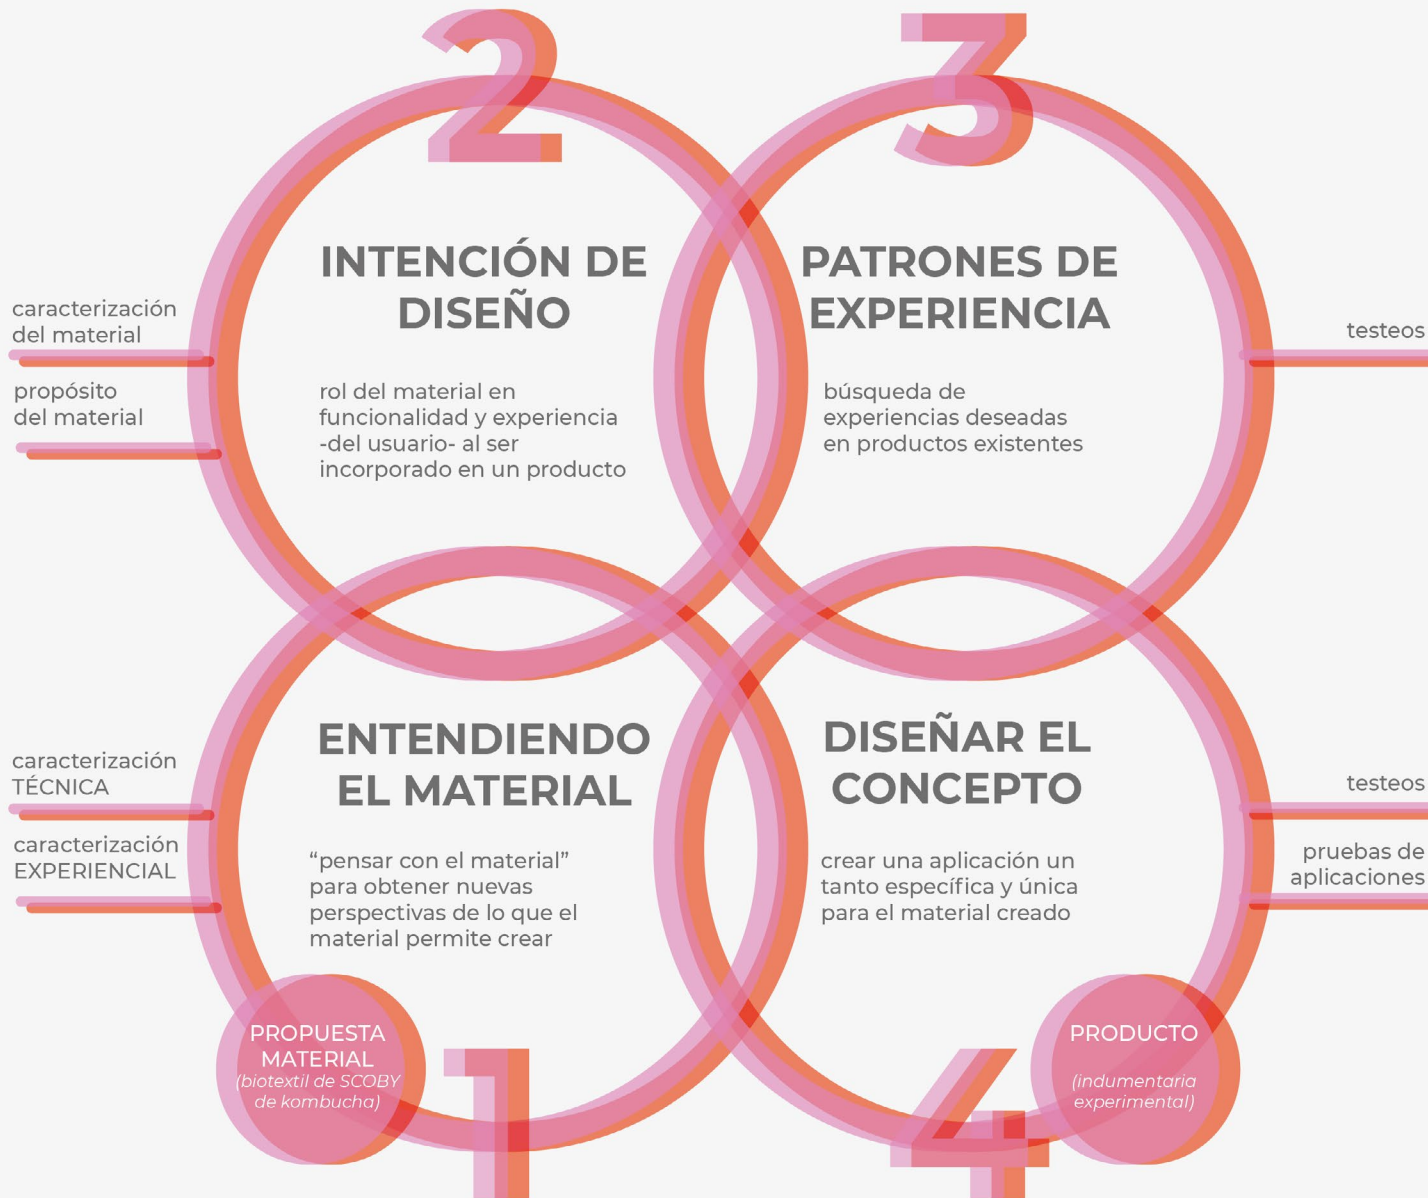 2
3
INTENCIÓN DE
DISEÑO
rol del material en
funcionalidad y experiencia
-del usuario- al ser
incorporado en un producto
caracterización
del material
propósito
del material
PATRONES DE
EXPERIENCIA
búsqueda de
experiencias deseadas
en productos existentes
testeos
ENTENDIENDO
EL MATERIAL
"pensar con el material"
para obtener nuevas
perspectivas de lo que el
material permite crear
caracterización
TÉCNICA
caracterización
EXPERIENCIAL
PROPUESTA
MATERIAL
(biotextil de SCOBY
de kombucha)
1
DISEÑAR EL
CONCEPTO
crear una aplicación un
tanto específica y única
para el material creado
testeos
pruebas de
aplicaciones
PRODUCTO
(indumentaria
experimental)
4